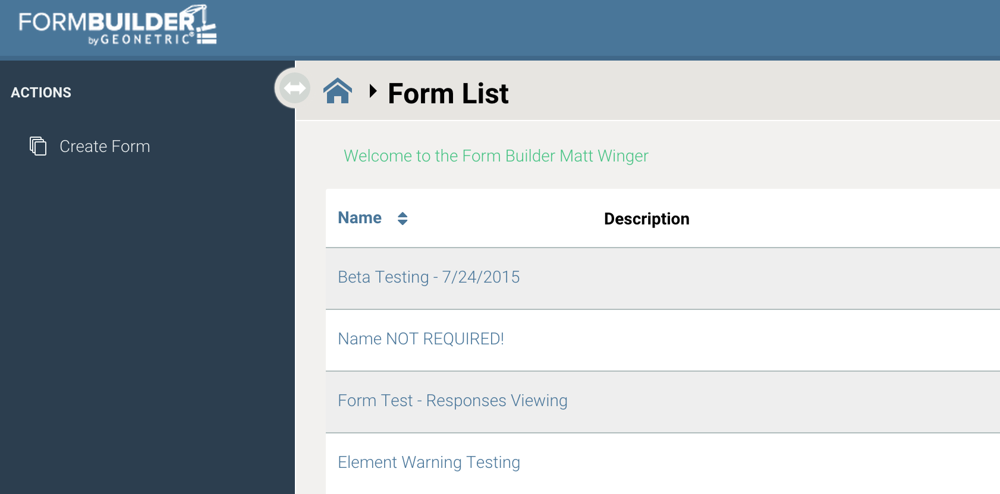 FORMBUILDER
by GEONETRIC
ACTIONS
Create Form
Form List
Welcome to the Form Builder Matt Winger
Name
Description
Beta Testing - 7/24/2015
Name NOT REQUIRED!
Form Test - Responses Viewing
Element Warning Testing